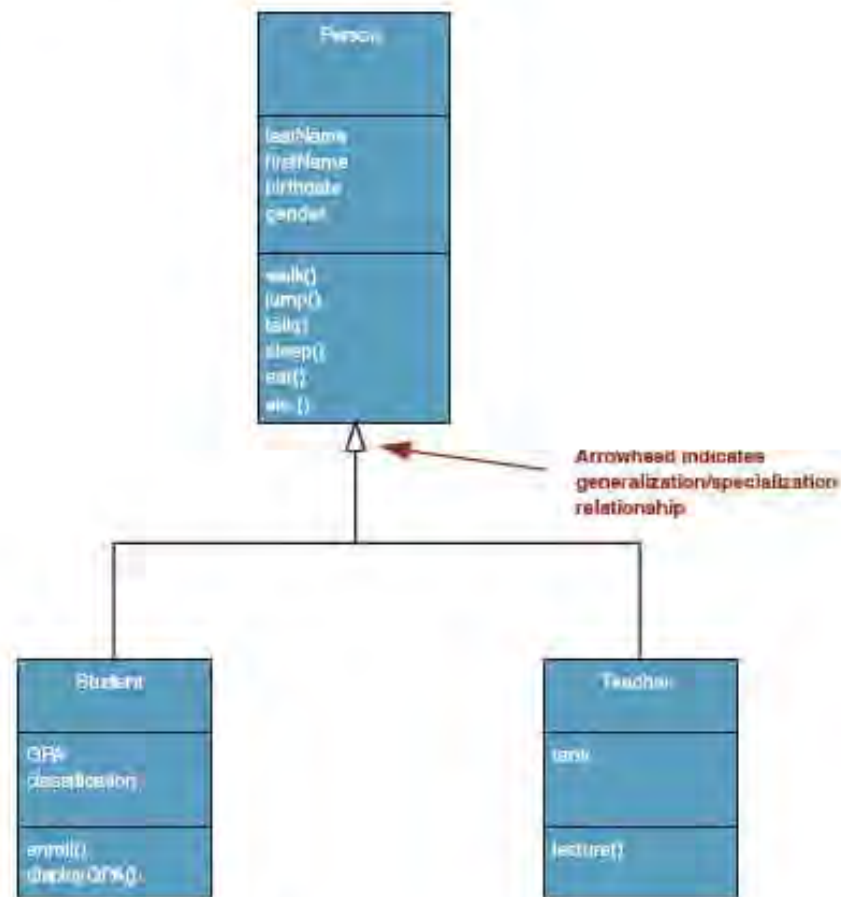 Person
lastName
firstName
birthdate
gender
walk()
jump()
talk()
sleep()
eat()
etc. ()
Arrowhead indicates
generalization/specialization
relationship
Student
GPA
classification
enroll()
displayGPA()
Teacher
rank
lecture()